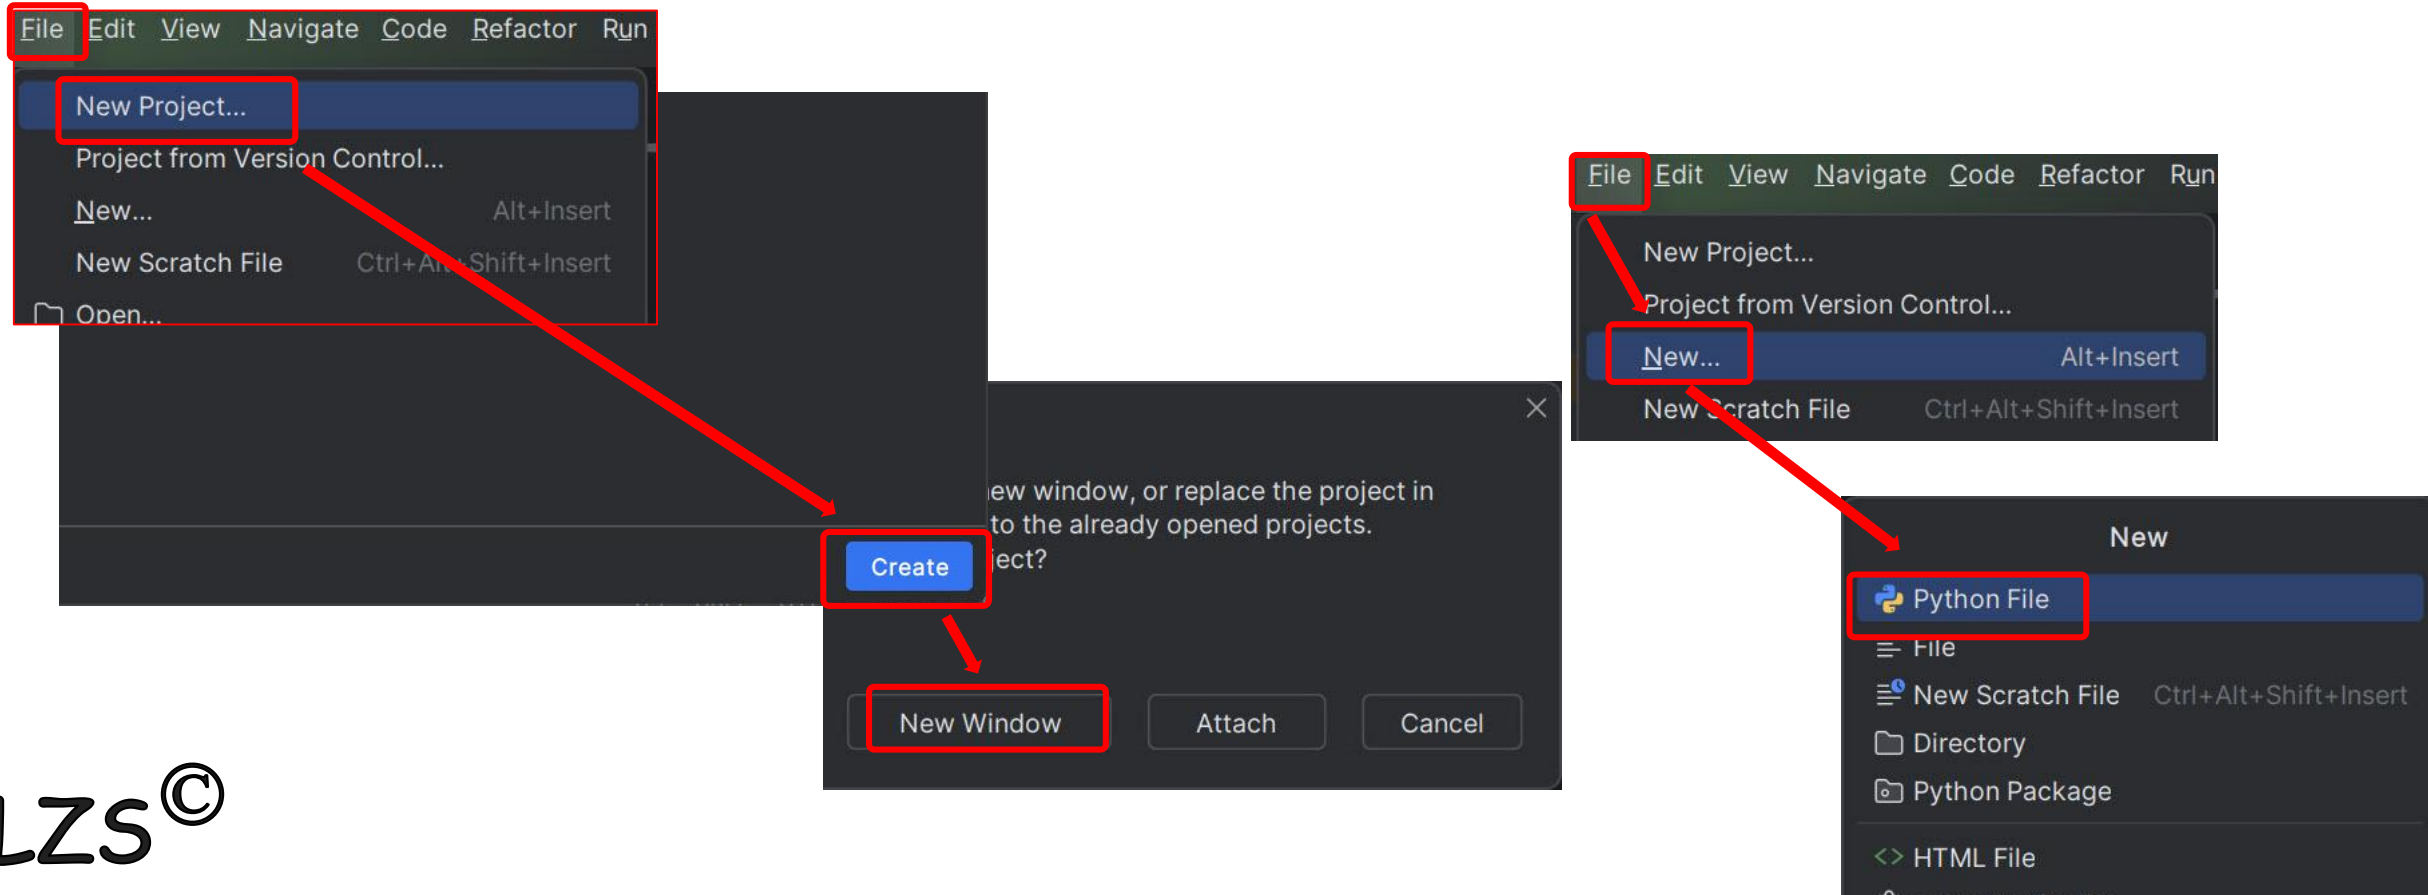 File Edit View Navigate Code Refactor Run
New Project...
Project from Version Control...
New... Alt+Insert
New Scratch File Ctrl+Alt+Shift+Insert
Open...
Create
ew window, or replace the project in
to the already opened projects.
ject?
New Window Attach Cancel
File Edit View Navigate Code Refactor Run
New Project...
Project from Version Control...
New... Alt+Insert
New Scratch File Ctrl+Alt+Shift+Insert
New
Python File
File
New Scratch File Ctrl+Alt+Shift+Insert
Directory
Python Package
<> HTML File
LZS©